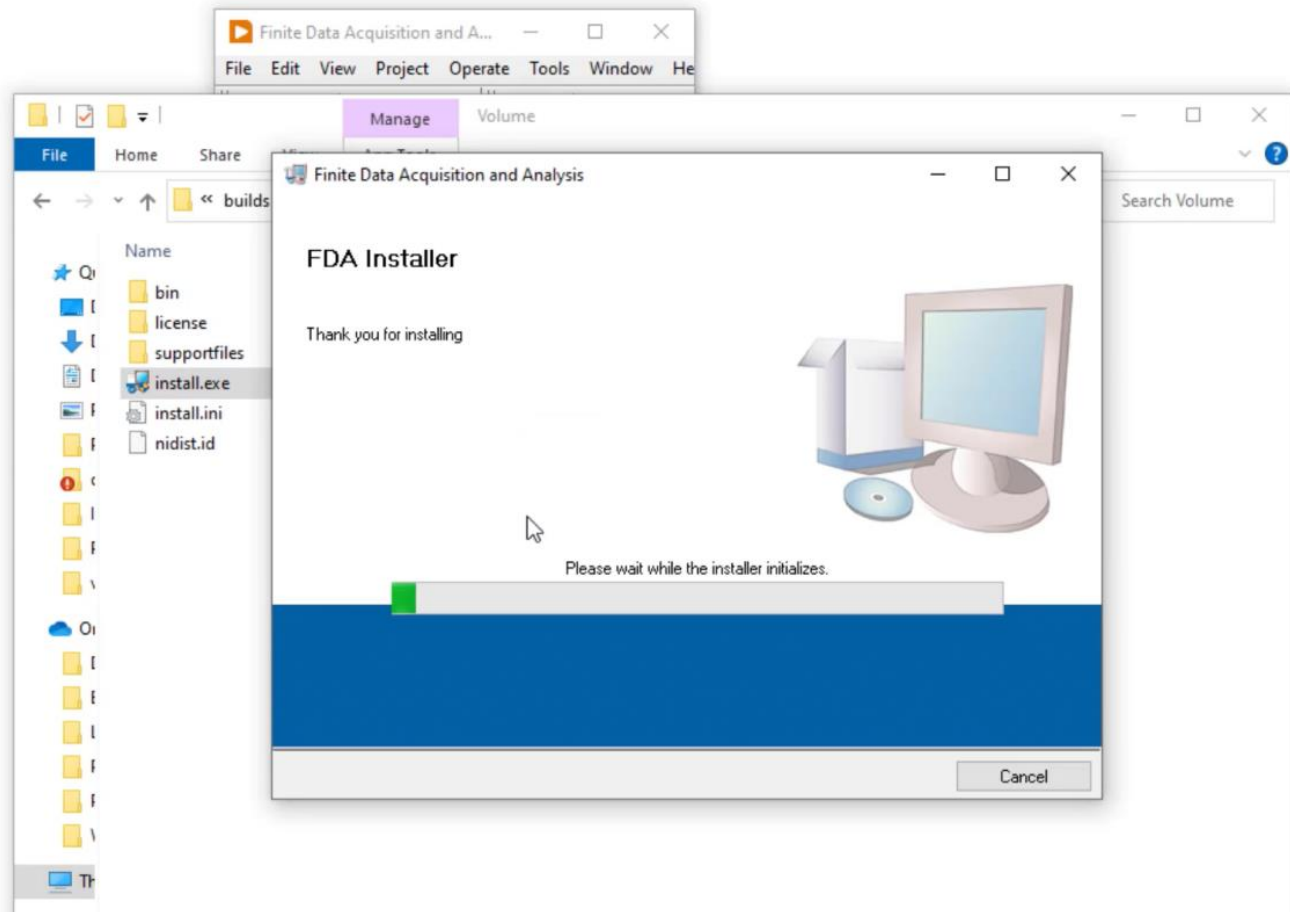 Finite Data Acquisition and A...
File Edit View Project Operate Tools Window He
Manage Volume
File Home Share
Finite Data Acquisition and Analysis
« builds
Search Volume
Name
bin
license
supportfiles
install.exe
install.ini
nidist.id
FDA Installer
Thank you for installing
Please wait while the installer initializes.
Cancel